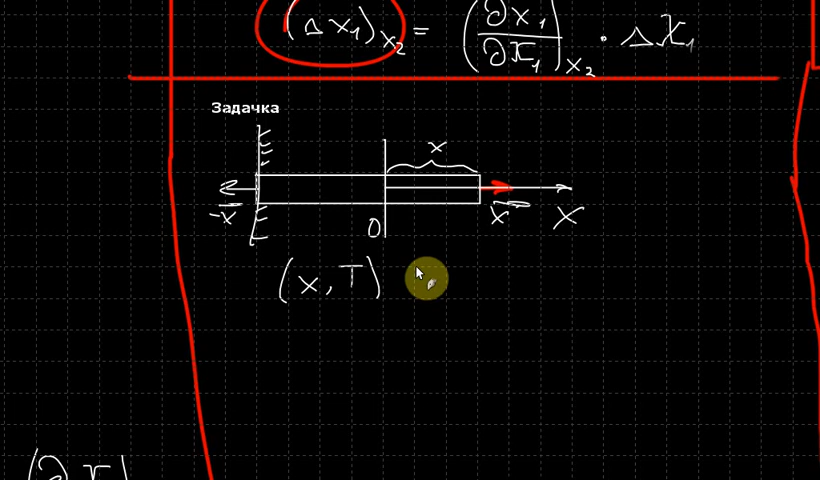 (Δx₁)ₓ₂ = (∂x₁/∂X₁)ₓ₂ · ΔX₁
Задачка
x
-X X X
0
(x, T)